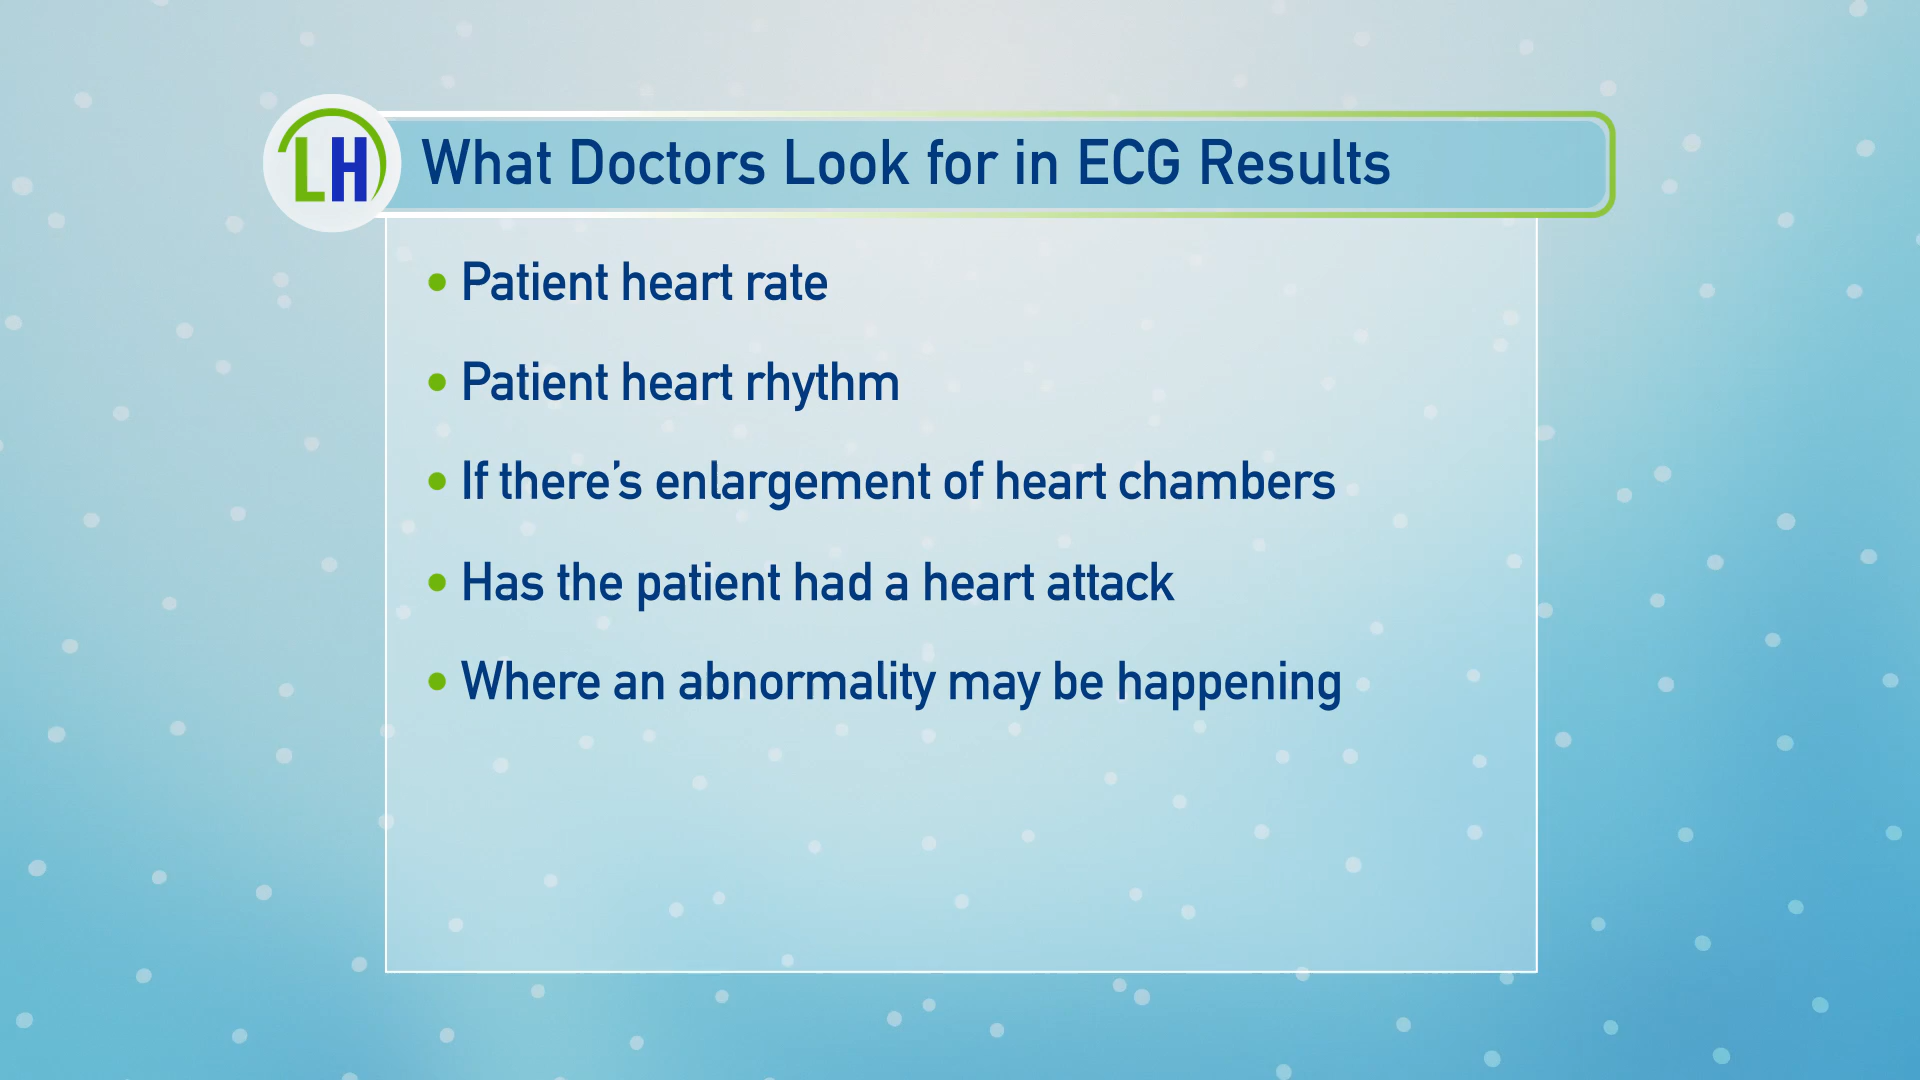 LH
What Doctors Look for in ECG Results
• Patient heart rate
• Patient heart rhythm
• If there’s enlargement of heart chambers
• Has the patient had a heart attack
• Where an abnormality may be happening